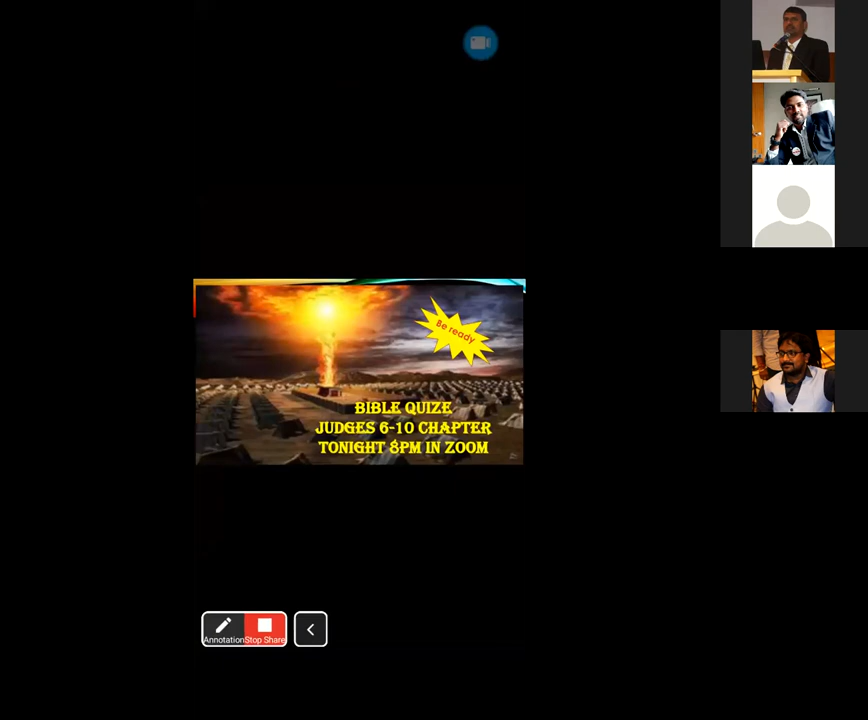 Be ready
BIBLE QUIZE
JUDGES 6-10 CHAPTER
TONIGHT 8PM IN ZOOM
Annotation
Stop Share